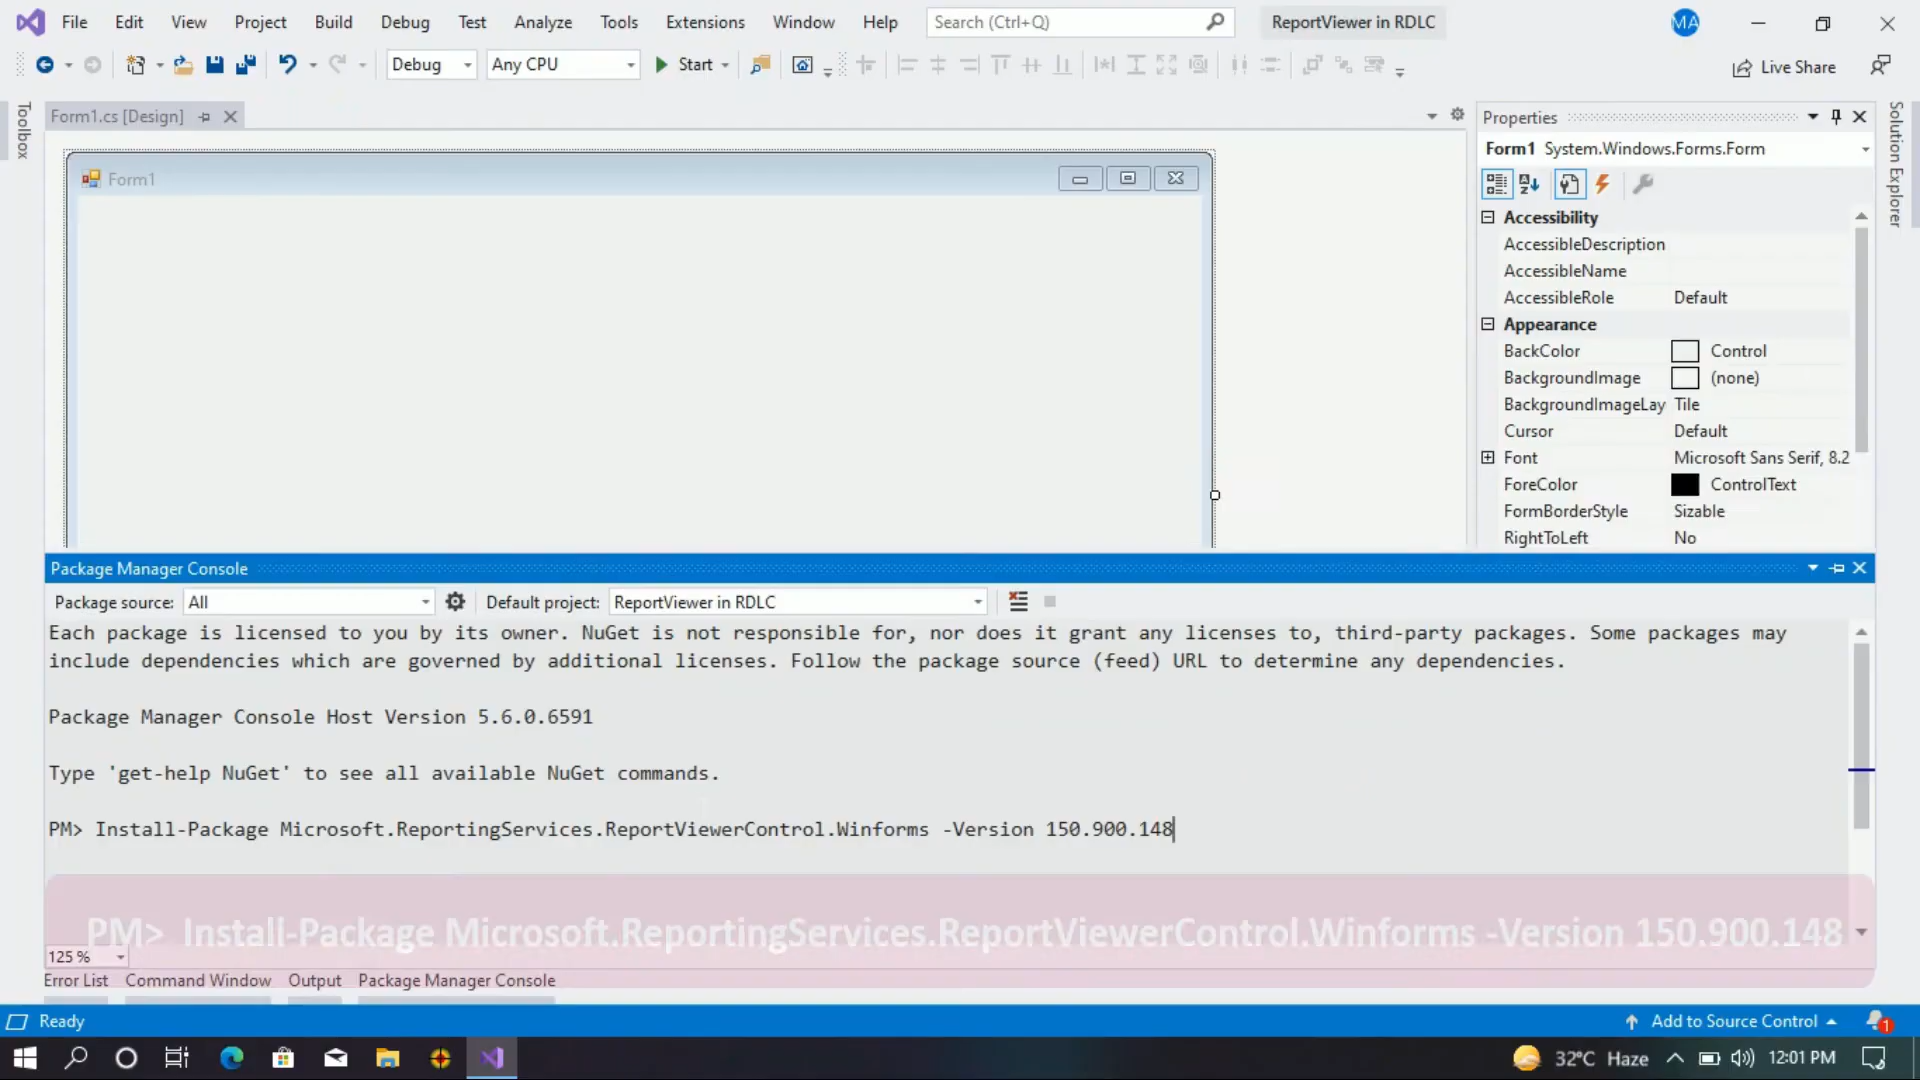 File Edit View Project Build Debug Test Analyze Tools Extensions Window Help Search (Ctrl+Q) ReportViewer in RDLC MA
Debug Any CPU Start Live Share
Toolbox
Form1.cs [Design]
Form1
Properties
Form1 System.Windows.Forms.Form
Accessibility
AccessibleDescription
AccessibleName
AccessibleRole Default
Appearance
BackColor Control
BackgroundImage (none)
BackgroundImageLay Tile
Cursor Default
Font Microsoft Sans Serif, 8.2
ForeColor ControlText
FormBorderStyle Sizable
RightToLeft No
Solution Explorer
Package Manager Console
Package source: All Default project: ReportViewer in RDLC
Each package is licensed to you by its owner. NuGet is not responsible for, nor does it grant any licenses to, third-party packages. Some packages may
include dependencies which are governed by additional licenses. Follow the package source (feed) URL to determine any dependencies.
Package Manager Console Host Version 5.6.0.6591
Type 'get-help NuGet' to see all available NuGet commands.
PM> Install-Package Microsoft.ReportingServices.ReportViewerControl.Winforms -Version 150.900.148
PM> Install-Package Microsoft.ReportingServices.ReportViewerControl.Winforms -Version 150.900.148
125 %
Error List Command Window Output Package Manager Console
Ready Add to Source Control 1
32°C Haze 12:01 PM